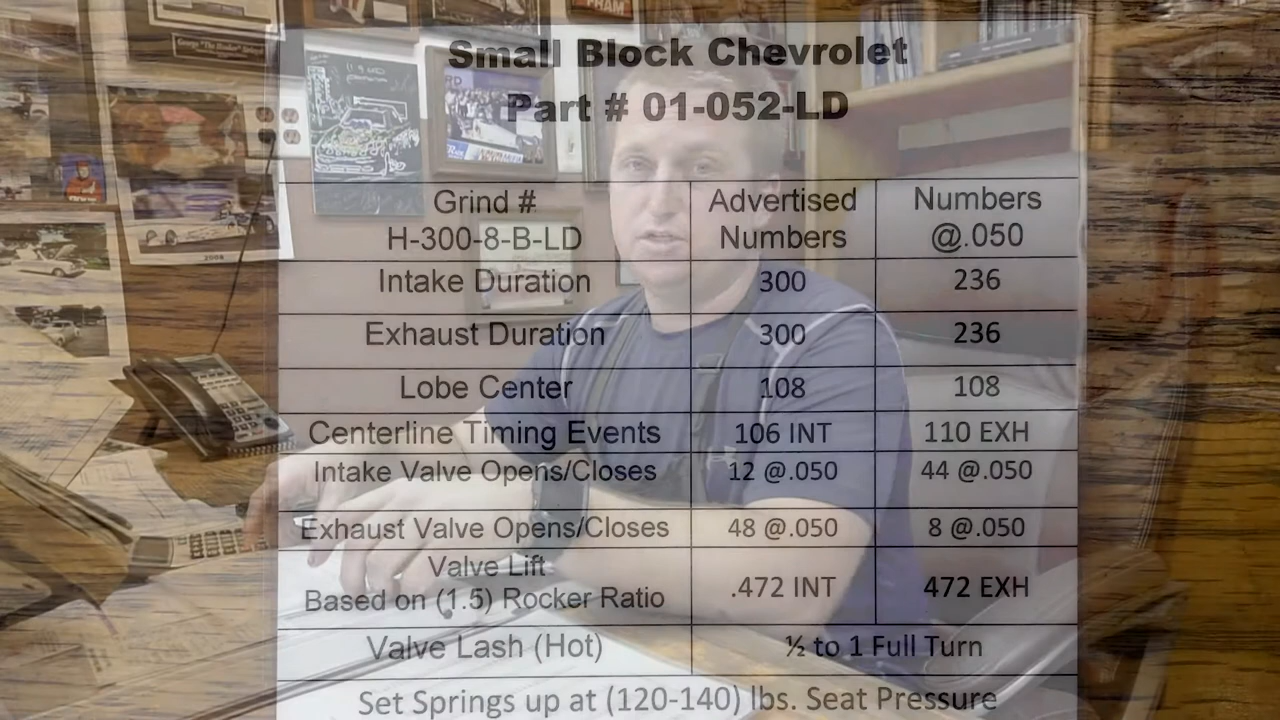 Small Block Chevrolet
Part # 01-052-LD
Grind #
H-300-8-B-LD
Advertised
Numbers
Numbers
@.050
Intake Duration 300 236
Exhaust Duration 300 236
Lobe Center 108 108
Centerline Timing Events 106 INT 110 EXH
Intake Valve Opens/Closes 12 @.050 44 @.050
Exhaust Valve Opens/Closes 48 @.050 8 @.050
Valve Lift
Based on (1.5) Rocker Ratio
.472 INT 472 EXH
Valve Lash (Hot) ½ to 1 Full Turn
Set Springs up at (120-140) lbs. Seat Pressure